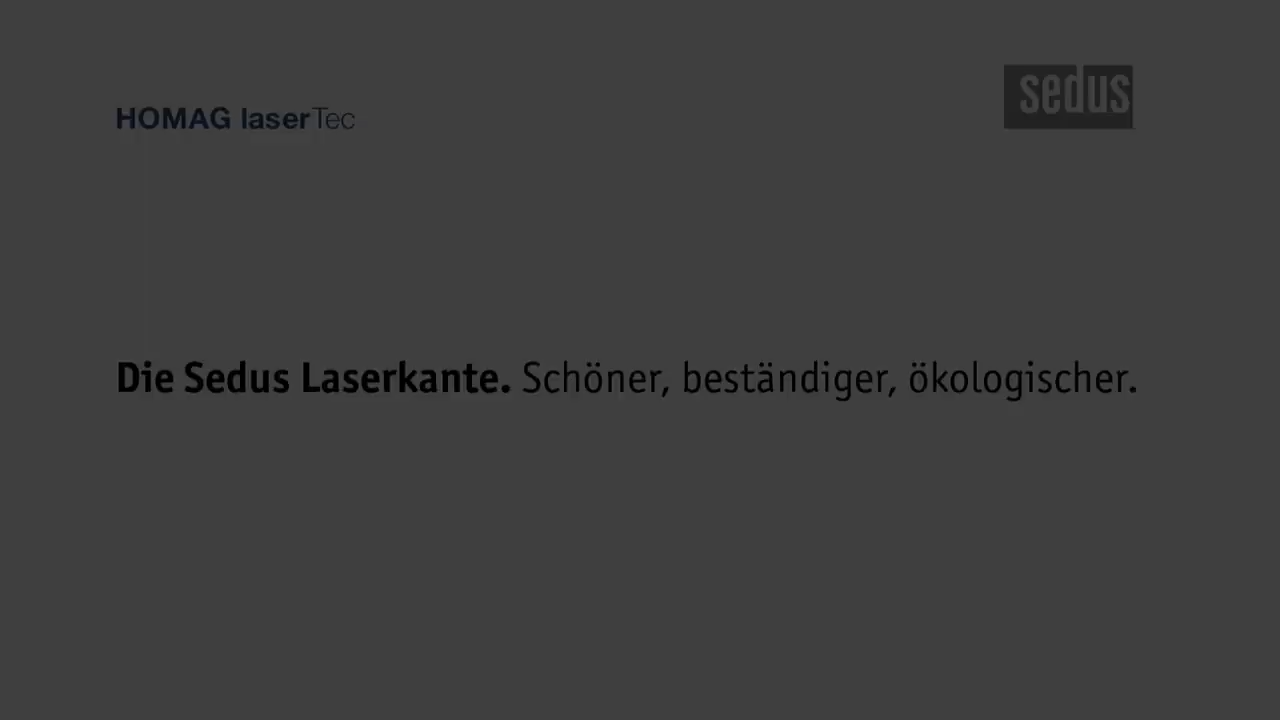 HOMAG laserTec
sedus
Die Sedus Laserkante. Schöner, beständiger, ökologischer.